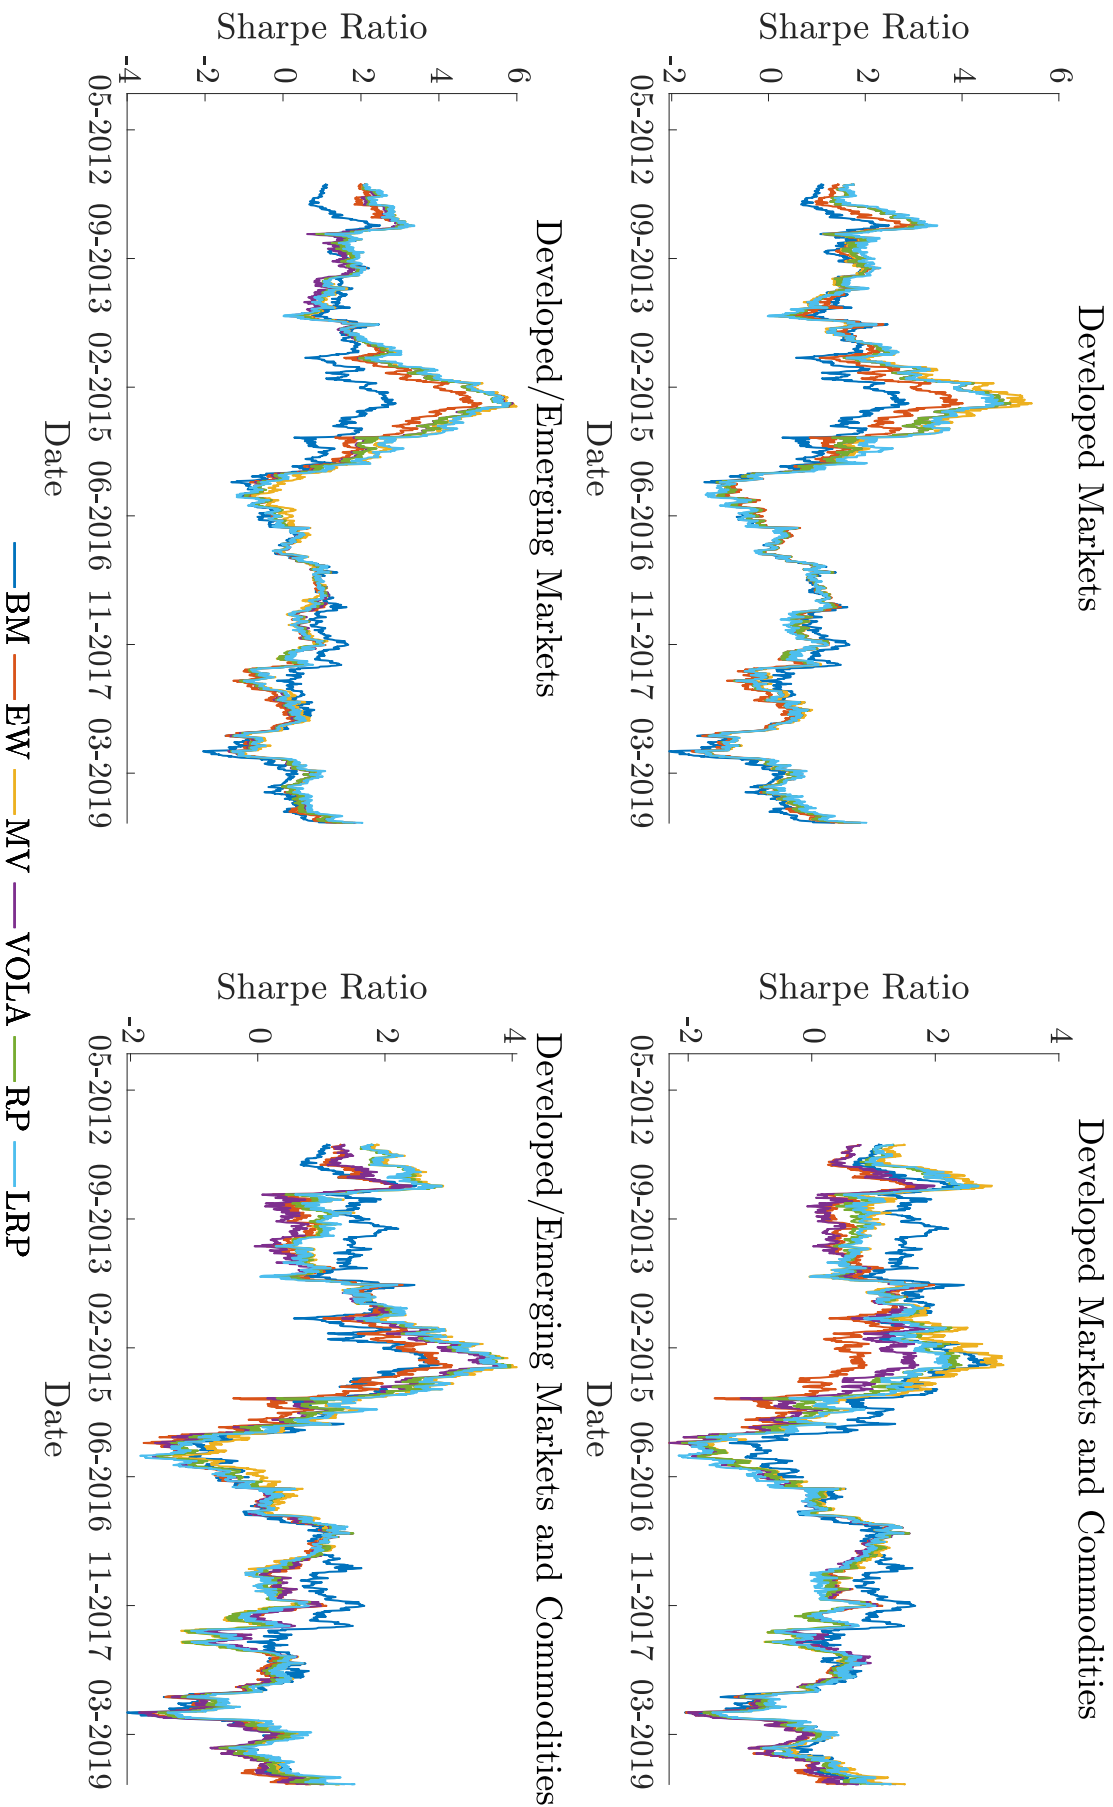 Developed Markets
Sharpe Ratio
6
4
2
0
-2
05-2012 09-2013 02-2015 06-2016 11-2017 03-2019
Date
Developed Markets and Commodities
Sharpe Ratio
4
2
0
-2
05-2012 09-2013 02-2015 06-2016 11-2017 03-2019
Date
Developed/Emerging Markets
Sharpe Ratio
6
4
2
0
-2
-4
05-2012 09-2013 02-2015 06-2016 11-2017 03-2019
Date
Developed/Emerging Markets and Commodities
Sharpe Ratio
4
2
0
-2
05-2012 09-2013 02-2015 06-2016 11-2017 03-2019
Date
BM EW MV VOLA RP LRP